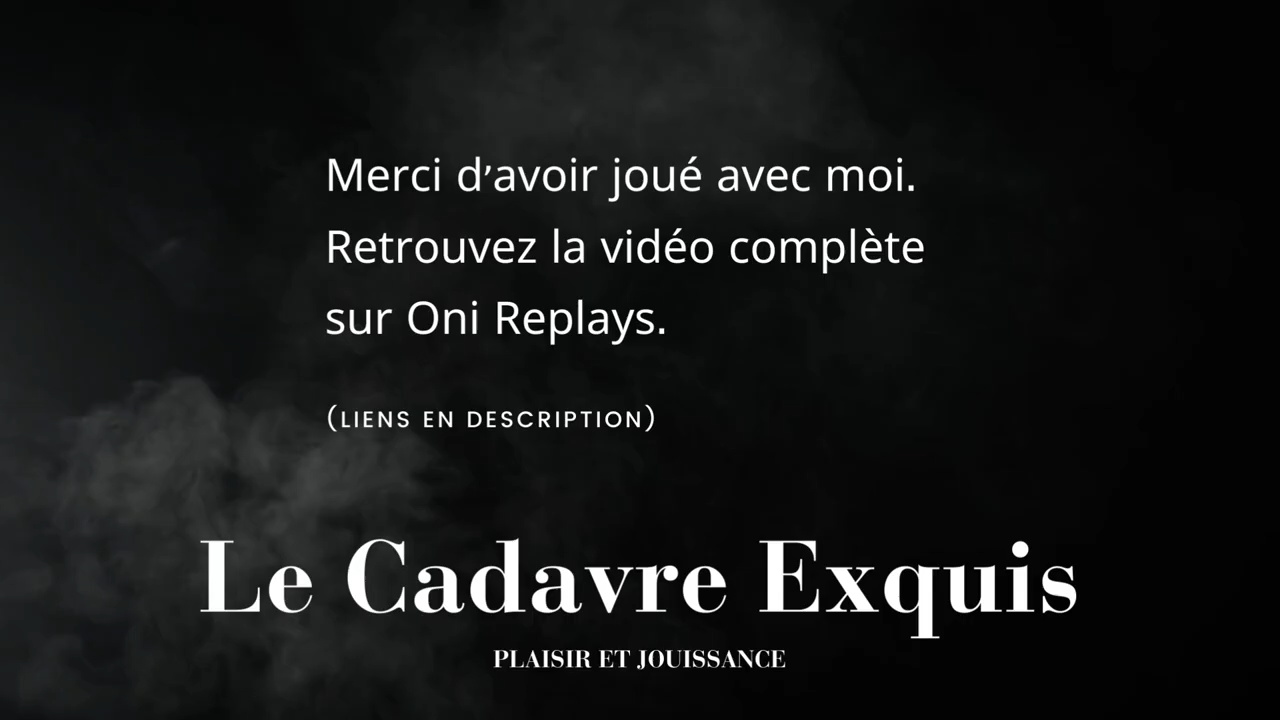 Merci d'avoir joué avec moi.
Retrouvez la vidéo complète
sur Oni Replays.
(LIENS EN DESCRIPTION)
Le Cadavre Exquis
PLAISIR ET JOUISSANCE